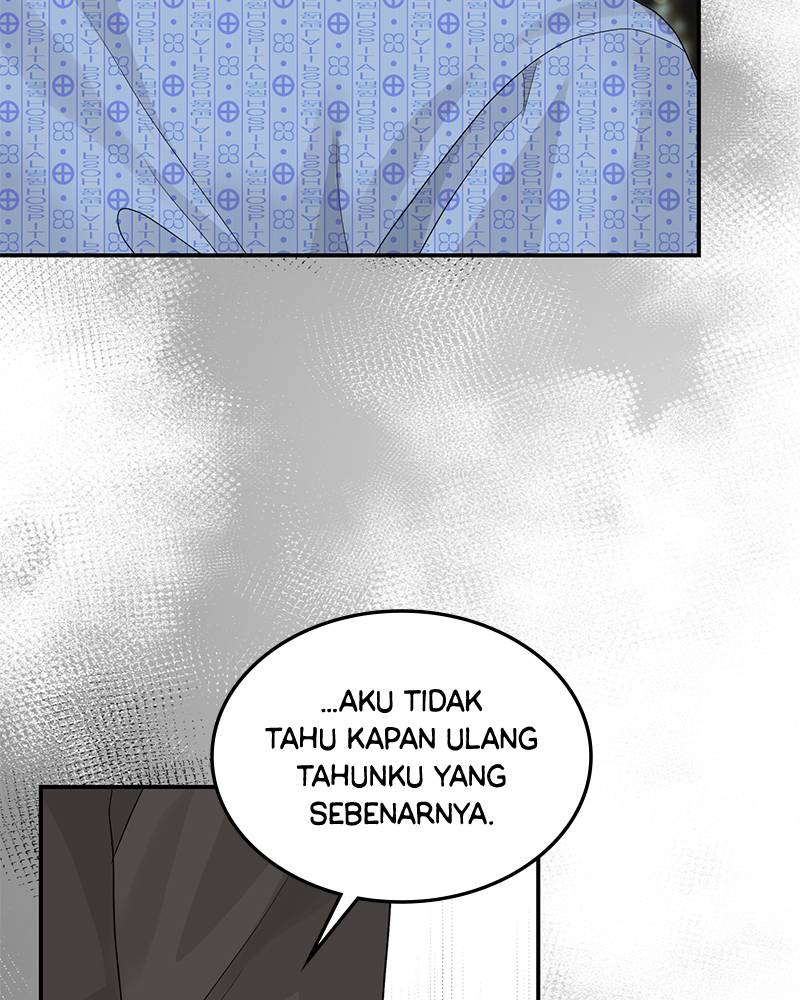 ...AKU TIDAK
TAHU KAPAN ULANG
TAHUNKU YANG
SEBENARNYA.